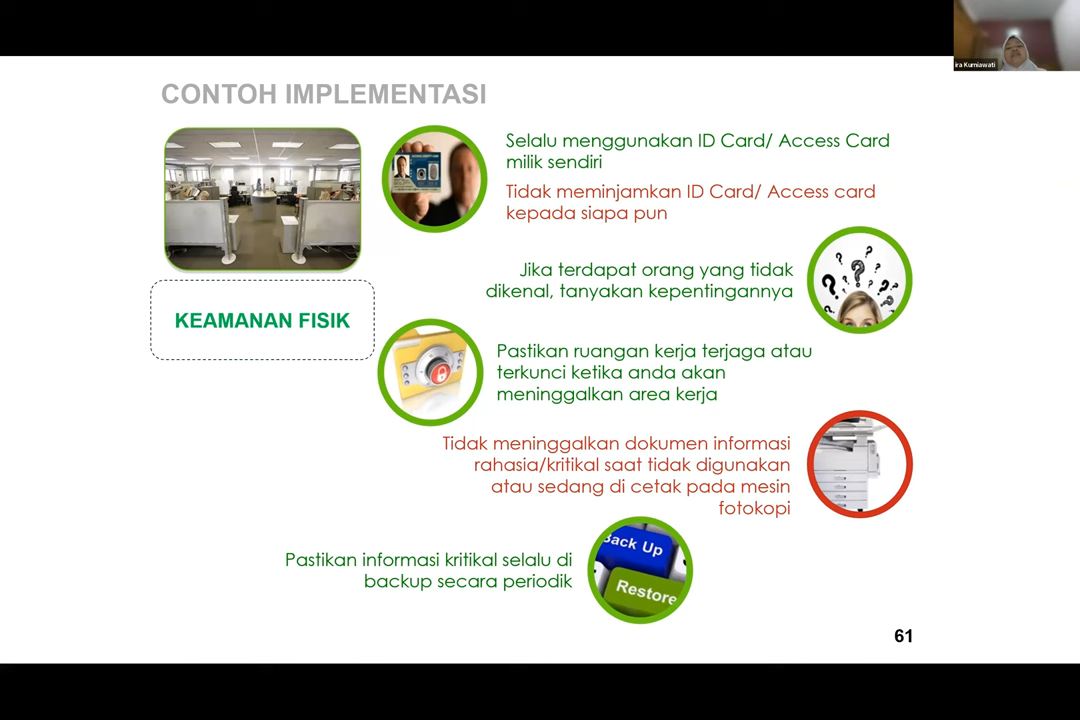 ira Kurniawati
CONTOH IMPLEMENTASI
Selalu menggunakan ID Card/ Access Card
milik sendiri
Tidak meminjamkan ID Card/ Access card
kepada siapa pun
Jika terdapat orang yang tidak
dikenal, tanyakan kepentingannya
KEAMANAN FISIK
Pastikan ruangan kerja terjaga atau
terkunci ketika anda akan
meninggalkan area kerja
Tidak meninggalkan dokumen informasi
rahasia/kritikal saat tidak digunakan
atau sedang di cetak pada mesin
fotokopi
Pastikan informasi kritikal selalu di
backup secara periodik
Back Up
Restore
61